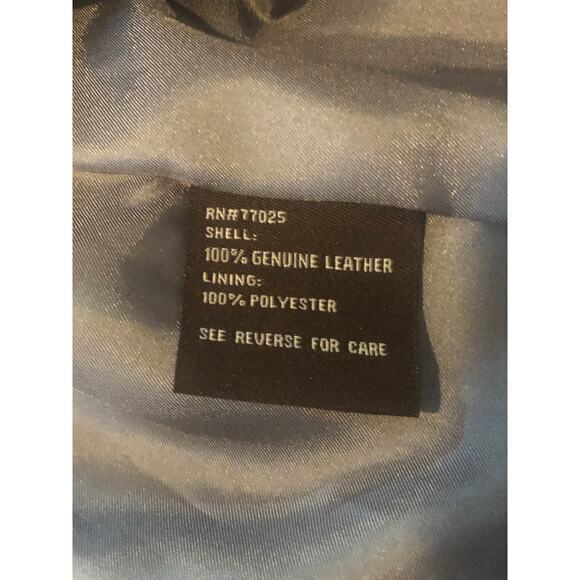 RN#77025
SHELL:
100% GENUINE LEATHER
LINING:
100% POLYESTER
SEE REVERSE FOR CARE